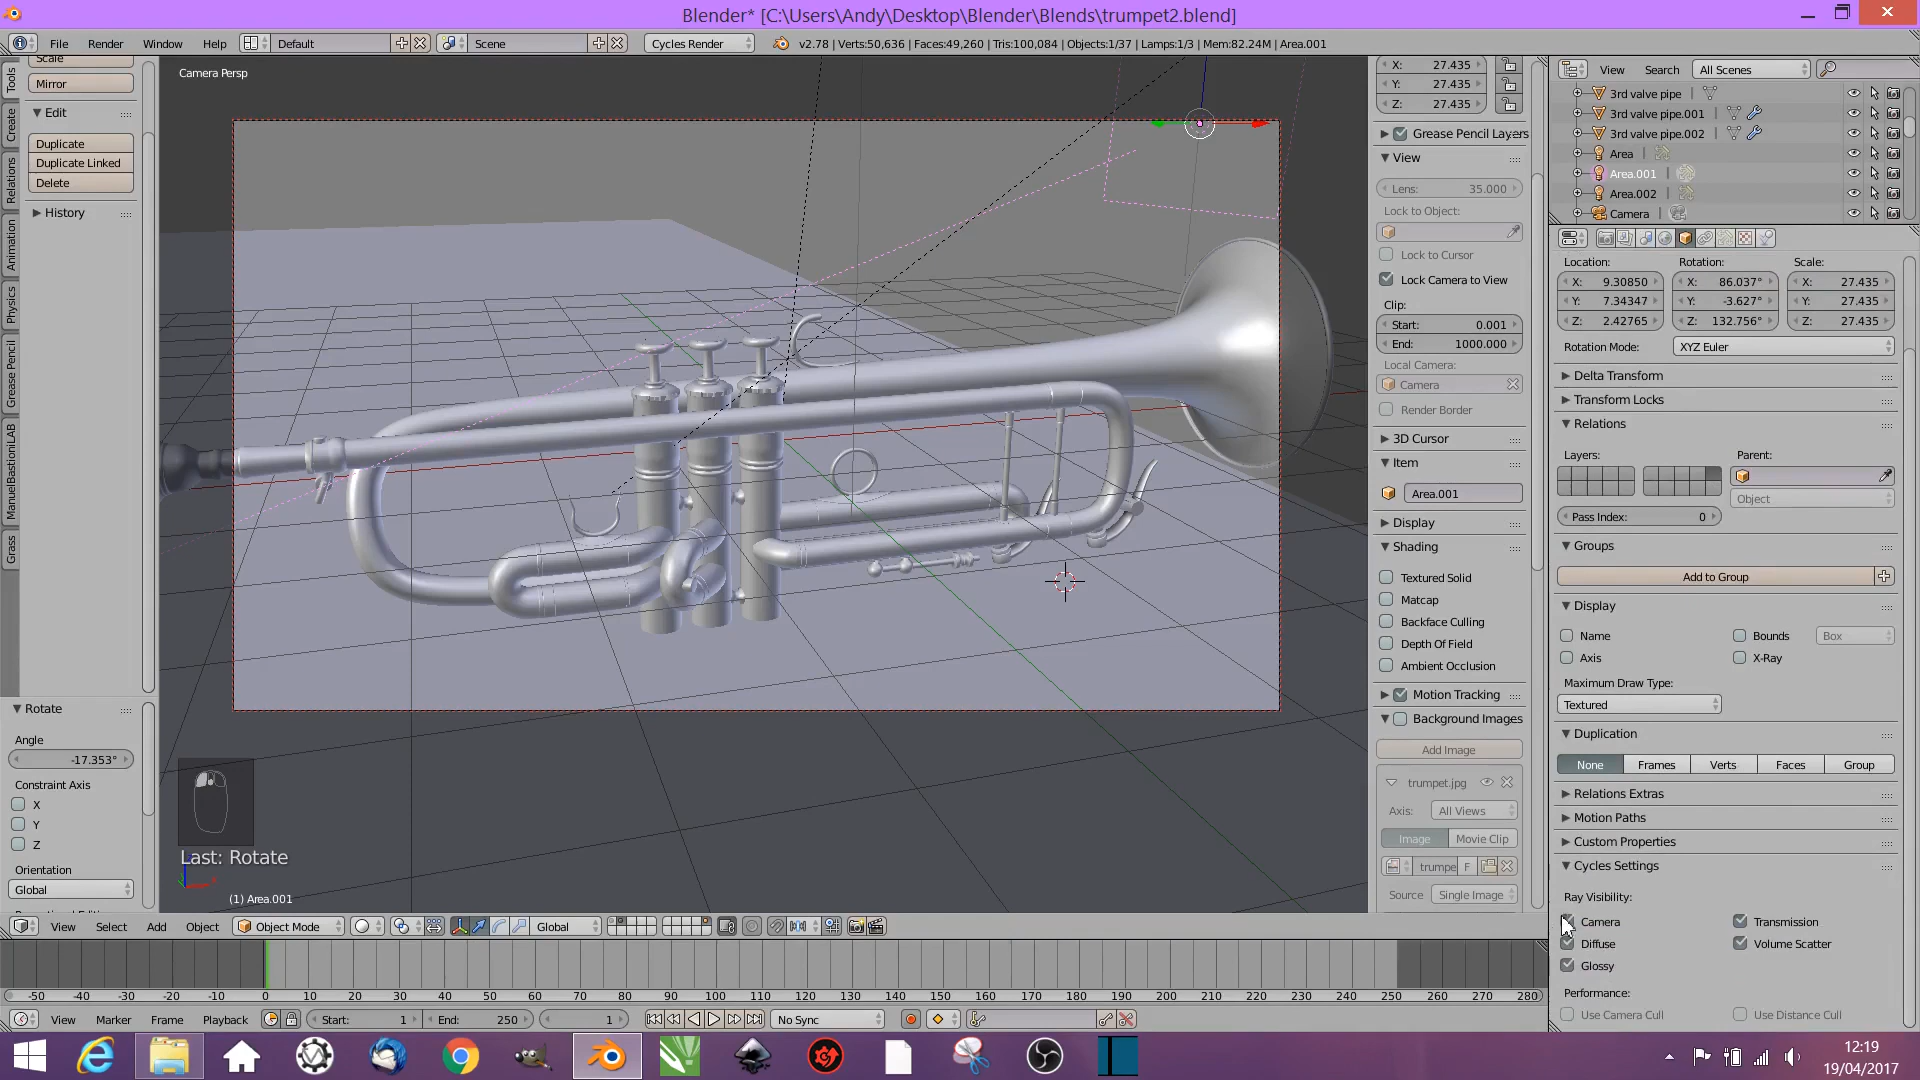 Blender* [C:\Users\Andy\Desktop\Blender\Blends\trumpet2.blend]
File Render Window Help Default Scene Cycles Render v2.78 | Verts:50,636 | Faces:49,260 | Tris:100,084 | Objects:1/37 | Lamps:1/3 | Mem:82.24M | Area.001
Tools
Create
Relations
Animation
Physics
Grease Pencil
ManuelBastioniLAB
Grass
Scale
Mirror
Edit
Duplicate
Duplicate Linked
Delete
History
Rotate
Angle
-17.353°
Constraint Axis
X
Y
Z
Orientation
Global
Camera Persp
Last: Rotate
(1) Area.001
X: 27.435
Y: 27.435
Z: 27.435
Grease Pencil Layers
View
Lens: 35.000
Lock to Object:
Lock to Cursor
Lock Camera to View
Clip:
Start: 0.001
End: 1000.000
Local Camera:
Camera
Render Border
3D Cursor
Item
Area.001
Display
Shading
Textured Solid
Matcap
Backface Culling
Depth Of Field
Ambient Occlusion
Motion Tracking
Background Images
Add Image
trumpet.jpg
Axis: All Views
Image Movie Clip
trumpe F
Source: Single Image
View Search All Scenes
3rd valve pipe
3rd valve pipe.001
3rd valve pipe.002
Area
Area.001
Area.002
Camera
Location: Rotation: Scale:
X: 9.30850 X: 86.037° X: 27.435
Y: 7.34347 Y: -3.627° Y: 27.435
Z: 2.42765 Z: 132.756° Z: 27.435
Rotation Mode: XYZ Euler
Delta Transform
Transform Locks
Relations
Layers: Parent:
Object
Pass Index: 0
Groups
Add to Group
Display
Name Bounds Box
Axis X-Ray
Maximum Draw Type:
Textured
Duplication
None Frames Verts Faces Group
Relations Extras
Motion Paths
Custom Properties
Cycles Settings
Ray Visibility:
Camera Transmission
Diffuse Volume Scatter
Glossy
Performance:
Use Camera Cull Use Distance Cull
View Select Add Object Object Mode Global
-50 -40 -30 -20 -10 0 10 20 30 40 50 60 70 80 90 100 110 120 130 140 150 160 170 180 190 200 210 220 230 240 250 260 270 280
View Marker Frame Playback Start: 1 End: 250 1 No Sync
12:19
19/04/2017